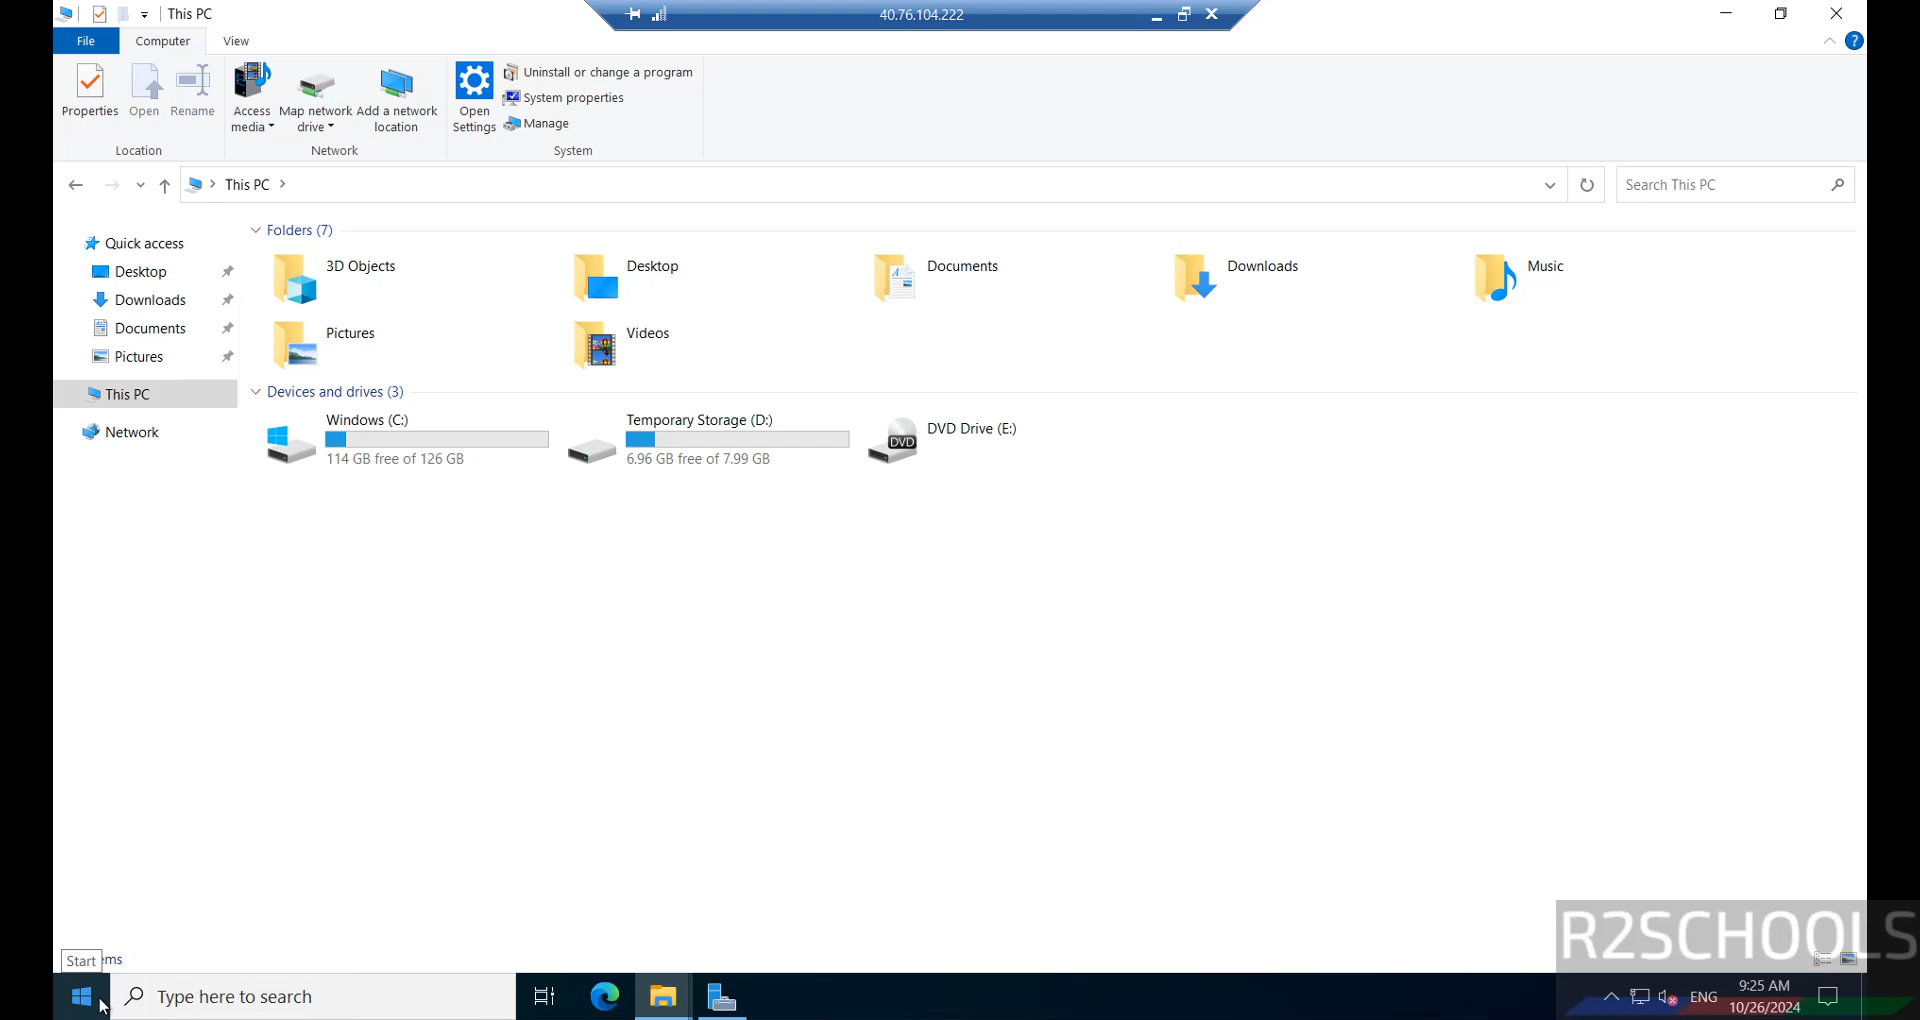 This PC
40.76.104.222
File Computer View
Properties Open Rename
Access media Map network drive Add a network location
Open Settings
Uninstall or change a program
System properties
Manage
Location Network System
This PC
Search This PC
Quick access
Desktop
Downloads
Documents
Pictures
This PC
Network
Folders (7)
3D Objects Desktop Documents Downloads Music
Pictures Videos
Devices and drives (3)
Windows (C:)
114 GB free of 126 GB
Temporary Storage (D:)
6.96 GB free of 7.99 GB
DVD
DVD Drive (E:)
R2SCHOOLS
Start ems
Type here to search
ENG
9:25 AM
10/26/2024